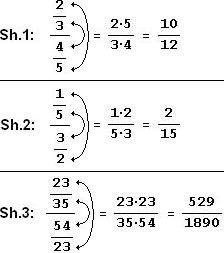 Sh.1: 2/3 / 4/5 = 2·5/3·4 = 10/12
Sh.2: 1/5 / 3/2 = 1·2/5·3 = 2/15
Sh.3: 23/35 / 54/23 = 23·23/35·54 = 529/1890